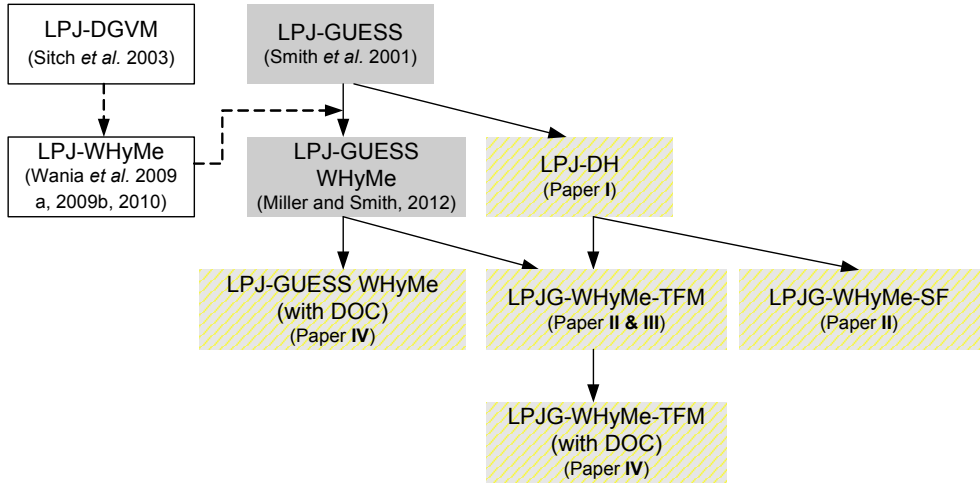 LPJ-DGVM
(Sitch et al. 2003)
LPJ-GUESS
(Smith et al. 2001)
LPJ-WHyMe
(Wania et al. 2009
a, 2009b, 2010)
LPJ-GUESS
WHyMe
(Miller and Smith, 2012)
LPJ-DH
(Paper I)
LPJ-GUESS WHyMe
(with DOC)
(Paper IV)
LPJG-WHyMe-TFM
(Paper II & III)
LPJG-WHyMe-SF
(Paper II)
LPJG-WHyMe-TFM
(with DOC)
(Paper IV)